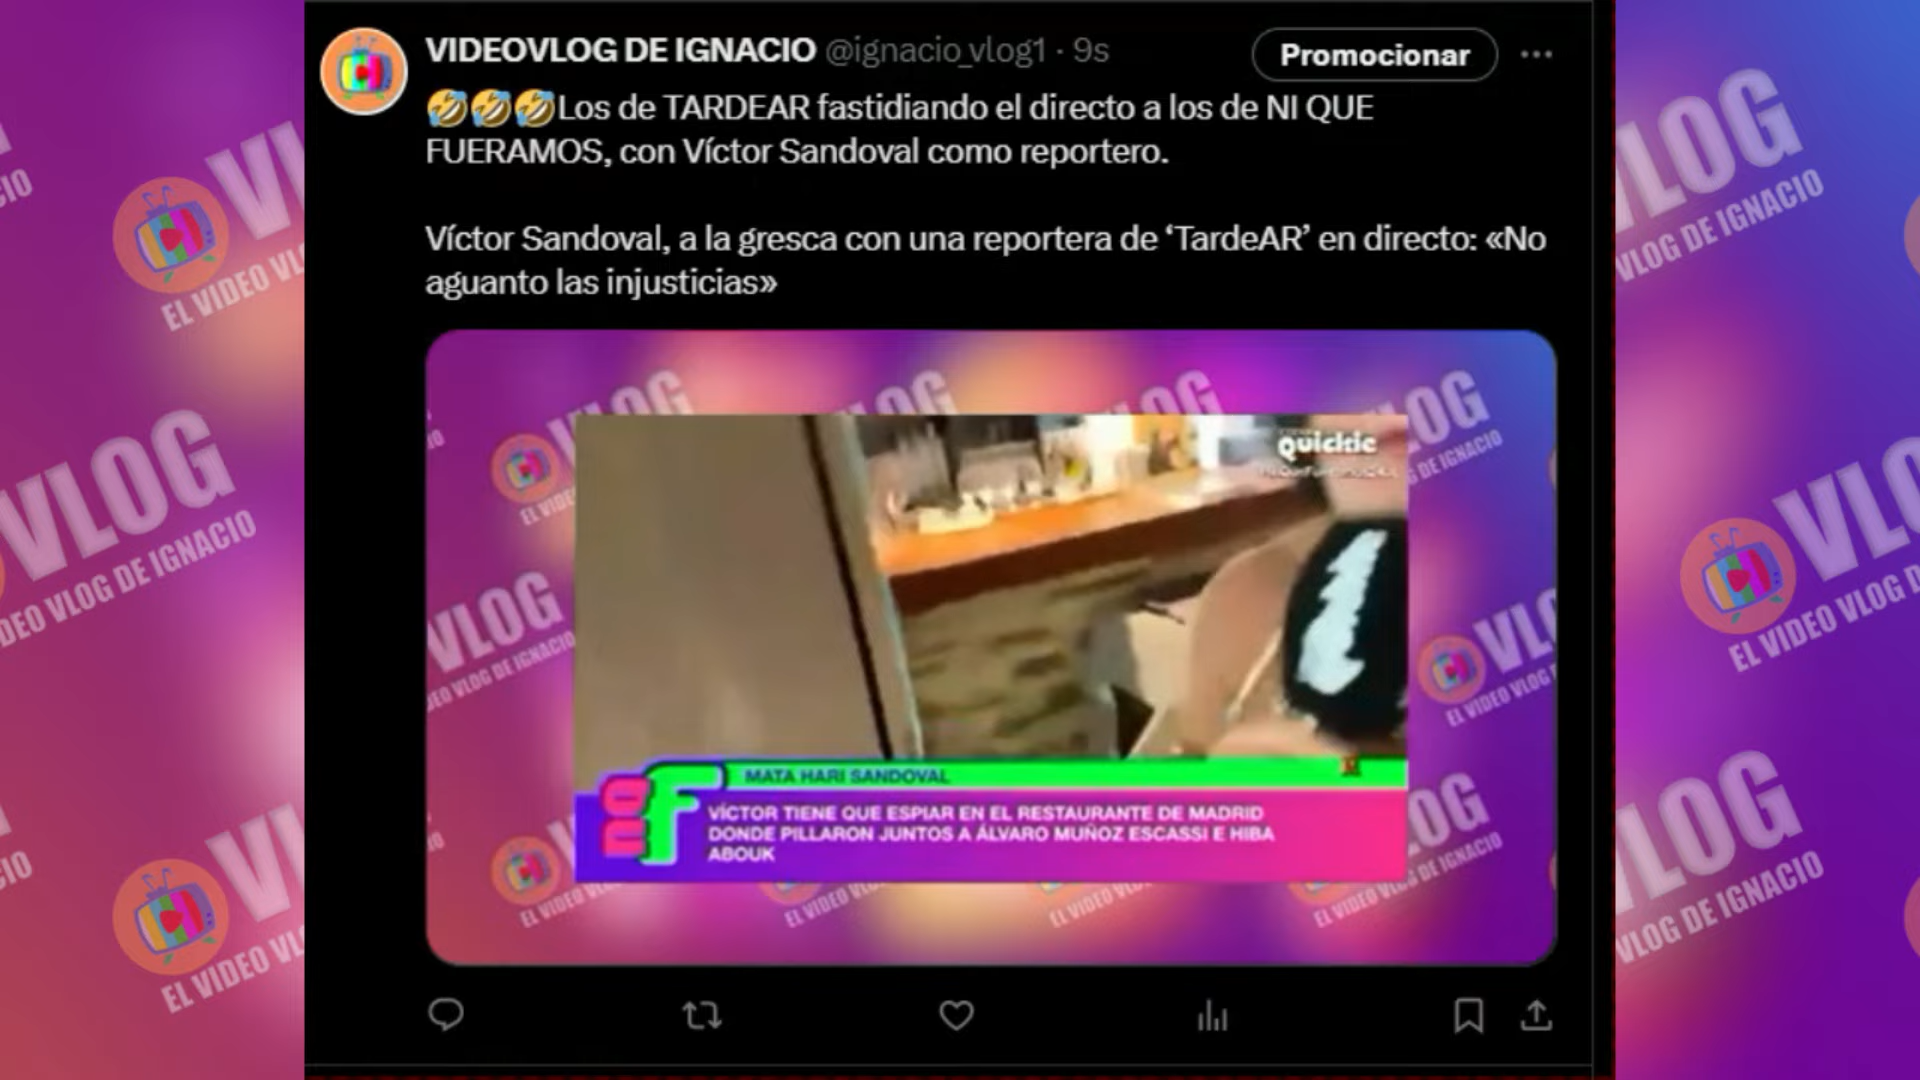 VIDEOVLOG DE IGNACIO @ignacio_vlog1 · 9s
Promocionar
🤣🤣🤣Los de TARDEAR fastidiando el directo a los de NI QUE
FUERAMOS, con Víctor Sandoval como reportero.
Víctor Sandoval, a la gresca con una reportera de ‘TardeAR’ en directo: «No
aguanto las injusticias»
quickie
MATA HARI SANDOVAL
VÍCTOR TIENE QUE ESPIAR EN EL RESTAURANTE DE MADRID
DONDE PILLARON JUNTOS A ÁLVARO MUÑOZ ESCASSI E HIBA
ABOUK
VLOG
EL VIDEO VLOG DE IGNACIO